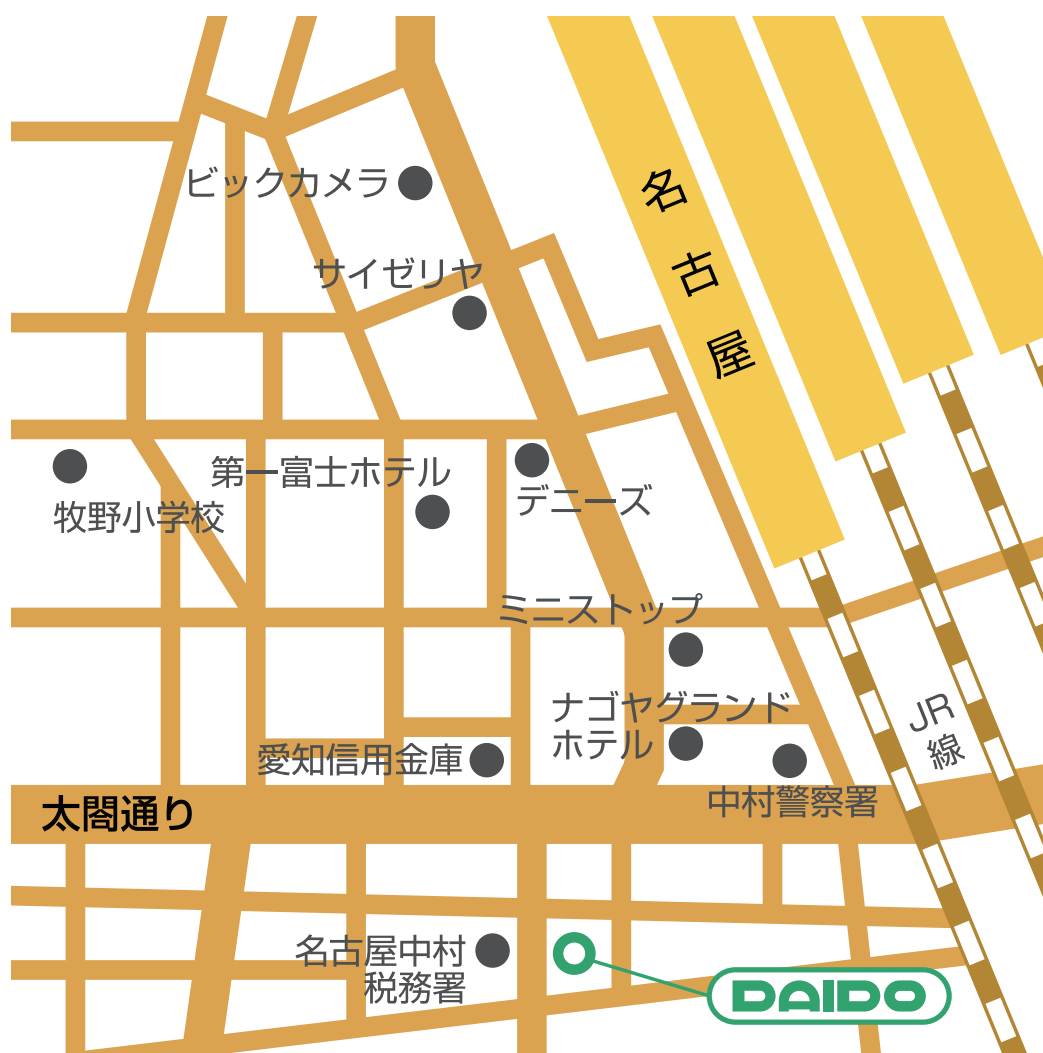 ビックカメラ
サイゼリヤ
名古屋
牧野小学校
第一富士ホテル
デニーズ
ミニストップ
ナゴヤグランド
ホテル
JR
線
愛知信用金庫
中村警察署
太閤通り
名古屋中村
税務署
DAIDO